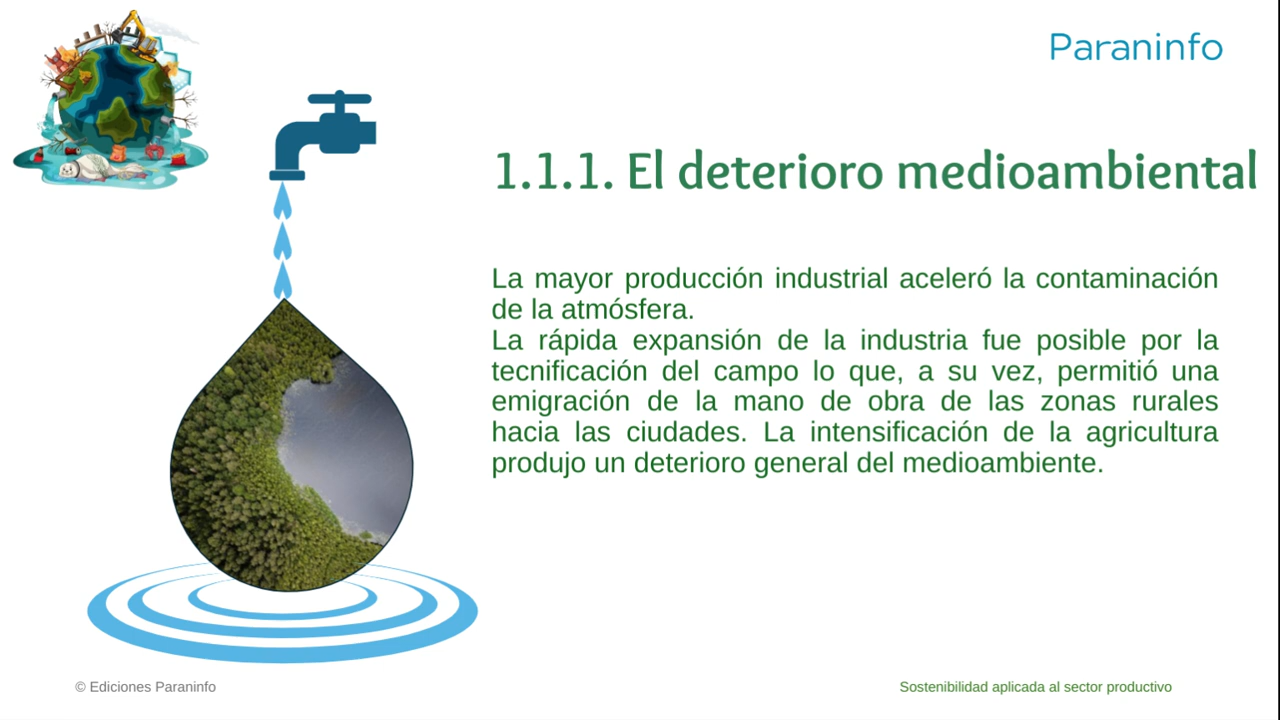 Paraninfo
1.1.1. El deterioro medioambiental
La mayor producción industrial aceleró la contaminación
de la atmósfera.
La rápida expansión de la industria fue posible por la
tecnificación del campo lo que, a su vez, permitió una
emigración de la mano de obra de las zonas rurales
hacia las ciudades. La intensificación de la agricultura
produjo un deterioro general del medioambiente.
© Ediciones Paraninfo
Sostenibilidad aplicada al sector productivo